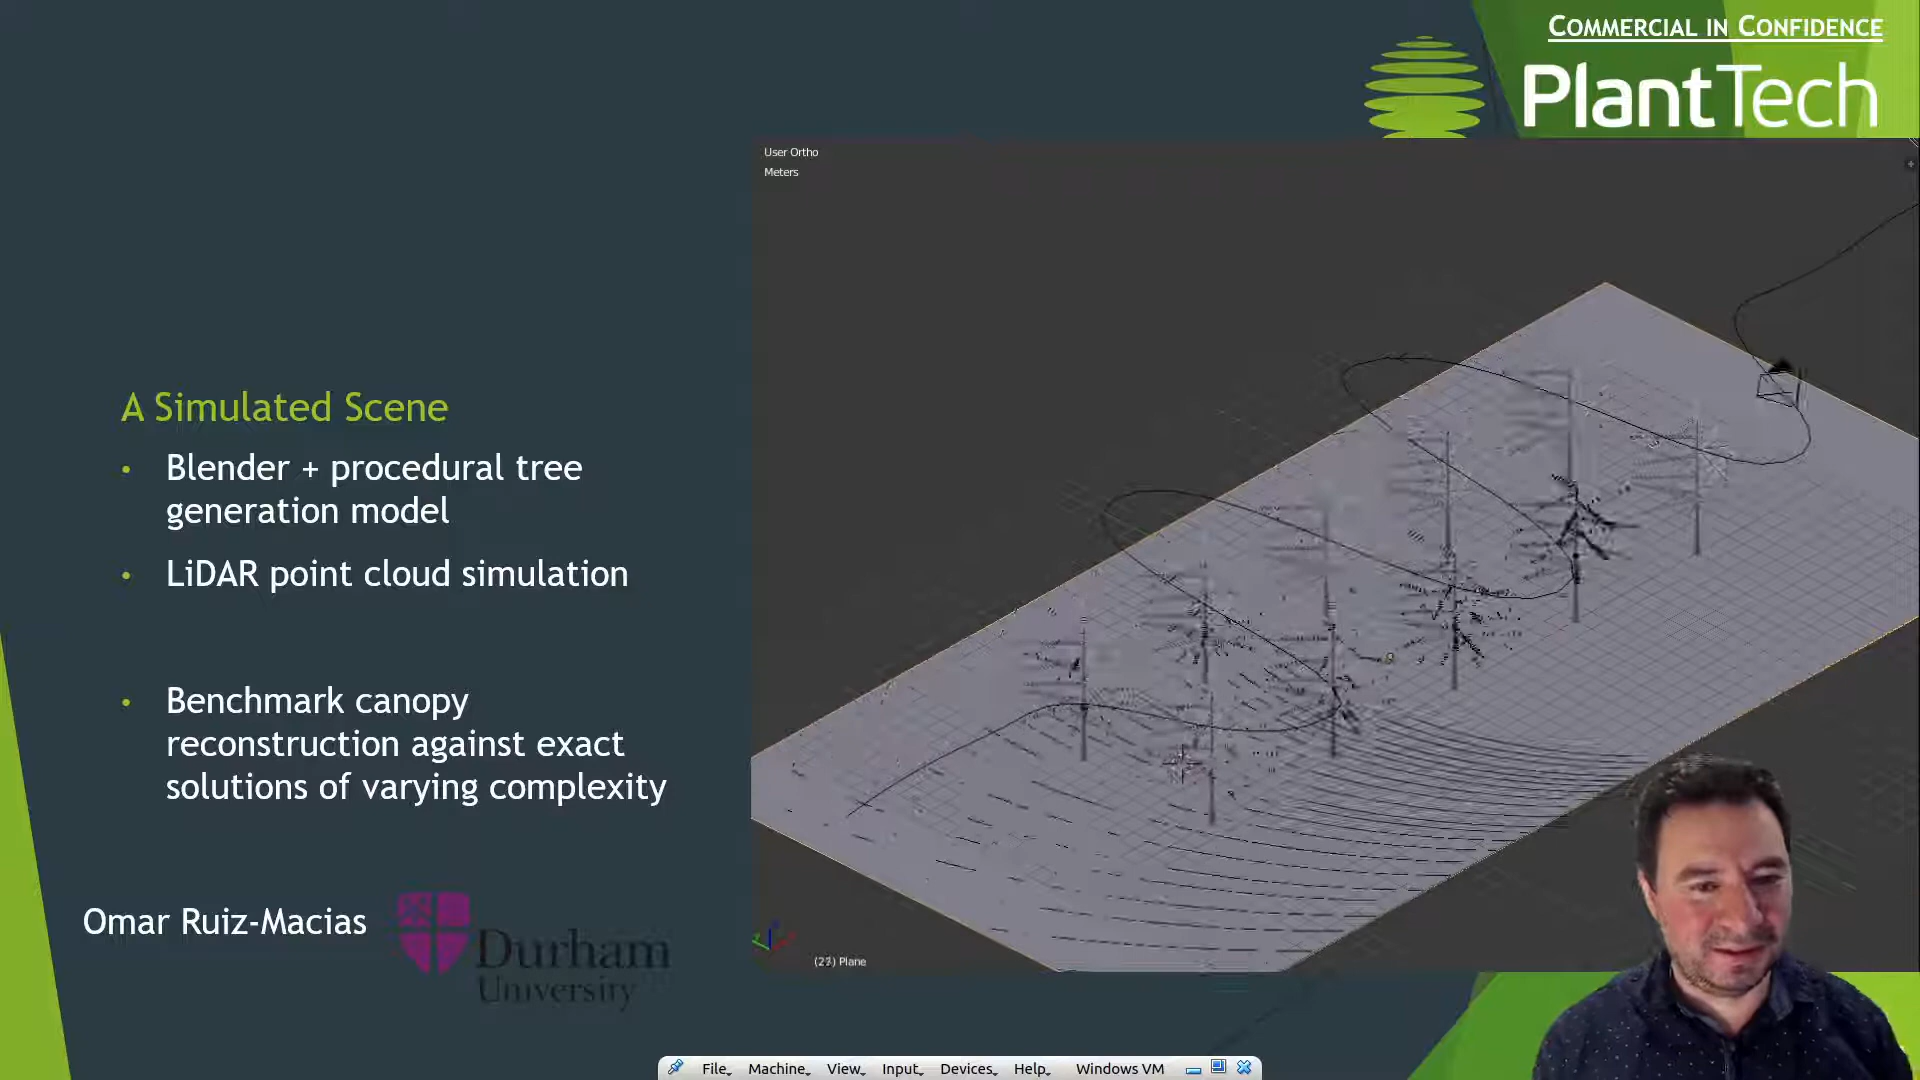 COMMERCIAL IN CONFIDENCE
PlantTech
User Ortho
Meters
A Simulated Scene
• Blender + procedural tree
generation model
• LiDAR point cloud simulation
• Benchmark canopy
reconstruction against exact
solutions of varying complexity
Omar Ruiz-Macias
Durham
University
Plane
File Machine View Input Devices Help Windows VM